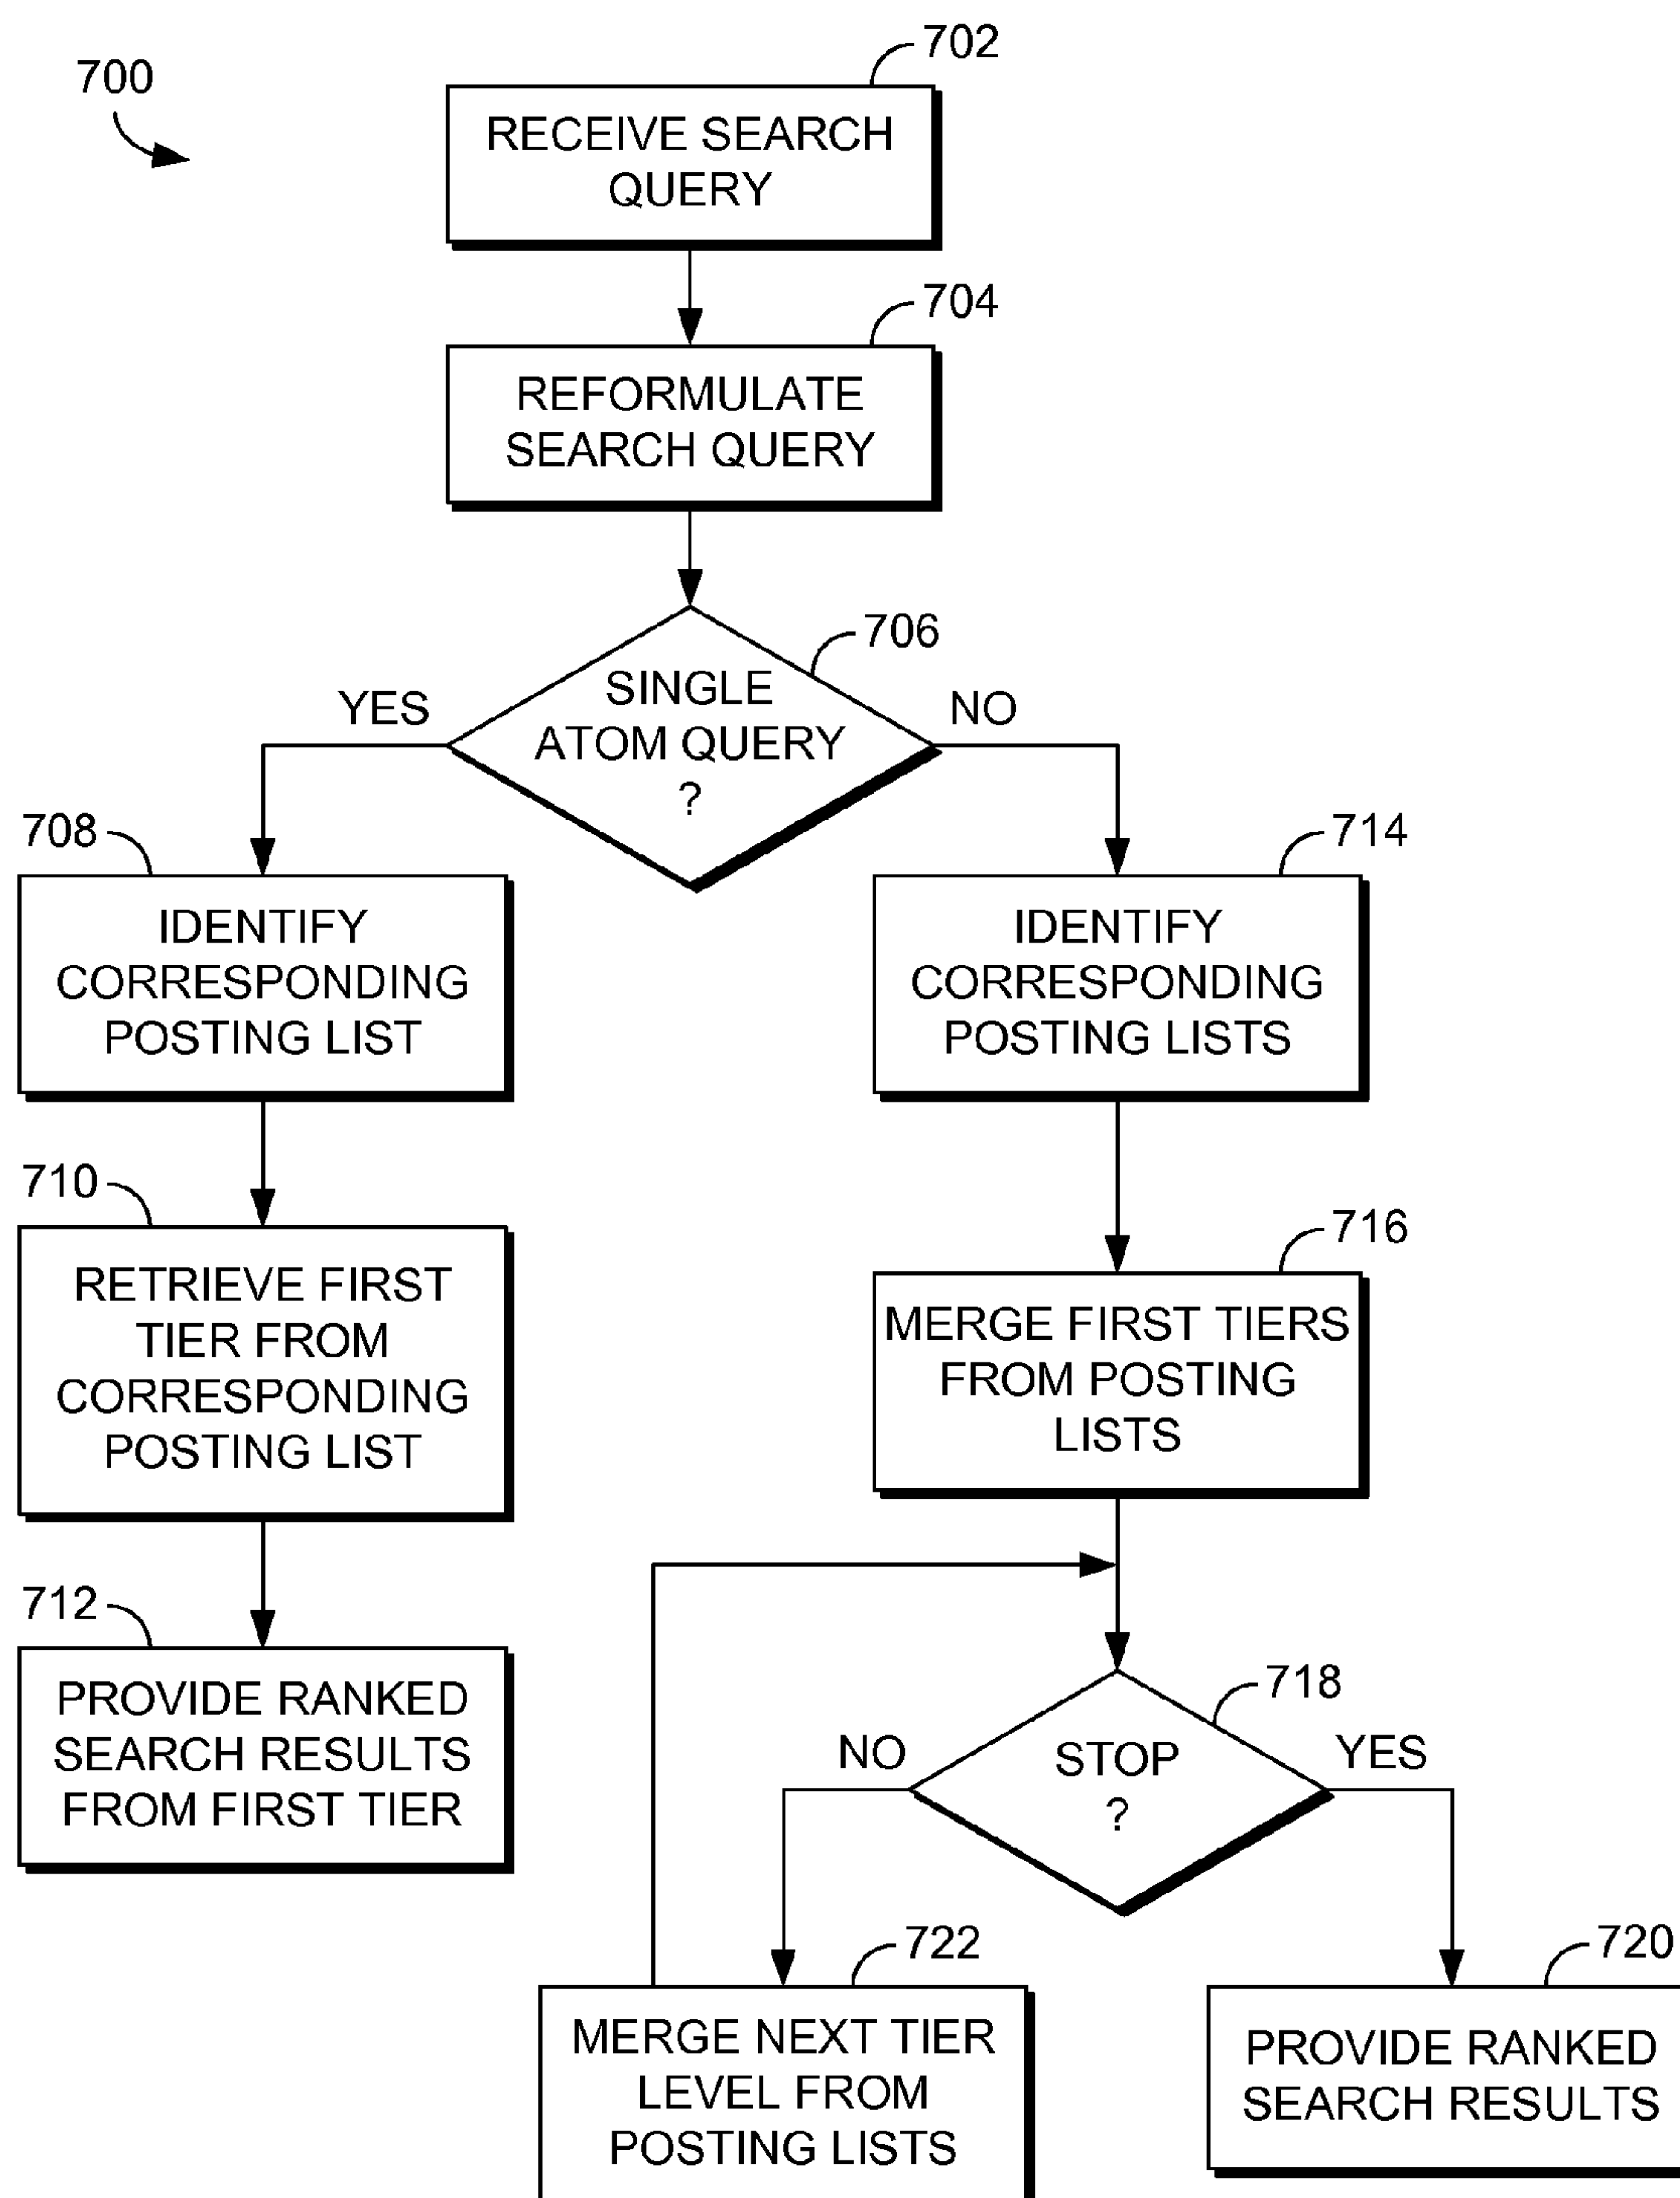 700
702
RECEIVE SEARCH
QUERY
704
REFORMULATE
SEARCH QUERY
706
SINGLE
ATOM QUERY
?
YES
NO
708
IDENTIFY
CORRESPONDING
POSTING LIST
710
RETRIEVE FIRST
TIER FROM
CORRESPONDING
POSTING LIST
712
PROVIDE RANKED
SEARCH RESULTS
FROM FIRST TIER
714
IDENTIFY
CORRESPONDING
POSTING LISTS
716
MERGE FIRST TIERS
FROM POSTING
LISTS
718
STOP
?
NO
YES
722
MERGE NEXT TIER
LEVEL FROM
POSTING LISTS
720
PROVIDE RANKED
SEARCH RESULTS